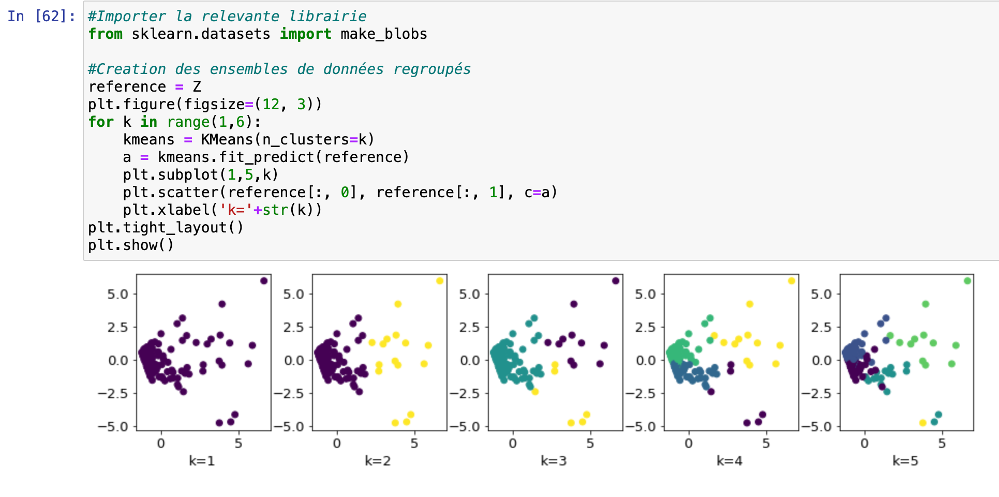 In [62]:
#Importer la relevante librairie
from sklearn.datasets import make_blobs
#Creation des ensembles de données regroupés
reference = Z
plt.figure(figsize=(12, 3))
for k in range(1,6):
    kmeans = KMeans(n_clusters=k)
    a = kmeans.fit_predict(reference)
    plt.subplot(1,5,k)
    plt.scatter(reference[:, 0], reference[:, 1], c=a)
    plt.xlabel('k='+str(k))
plt.tight_layout()
plt.show()
5.0 5.0 5.0 5.0 5.0
2.5 2.5 2.5 2.5 2.5
0.0 0.0 0.0 0.0 0.0
−2.5 −2.5 −2.5 −2.5 −2.5
−5.0 −5.0 −5.0 −5.0 −5.0
0 5 0 5 0 5 0 5 0 5
k=1 k=2 k=3 k=4 k=5